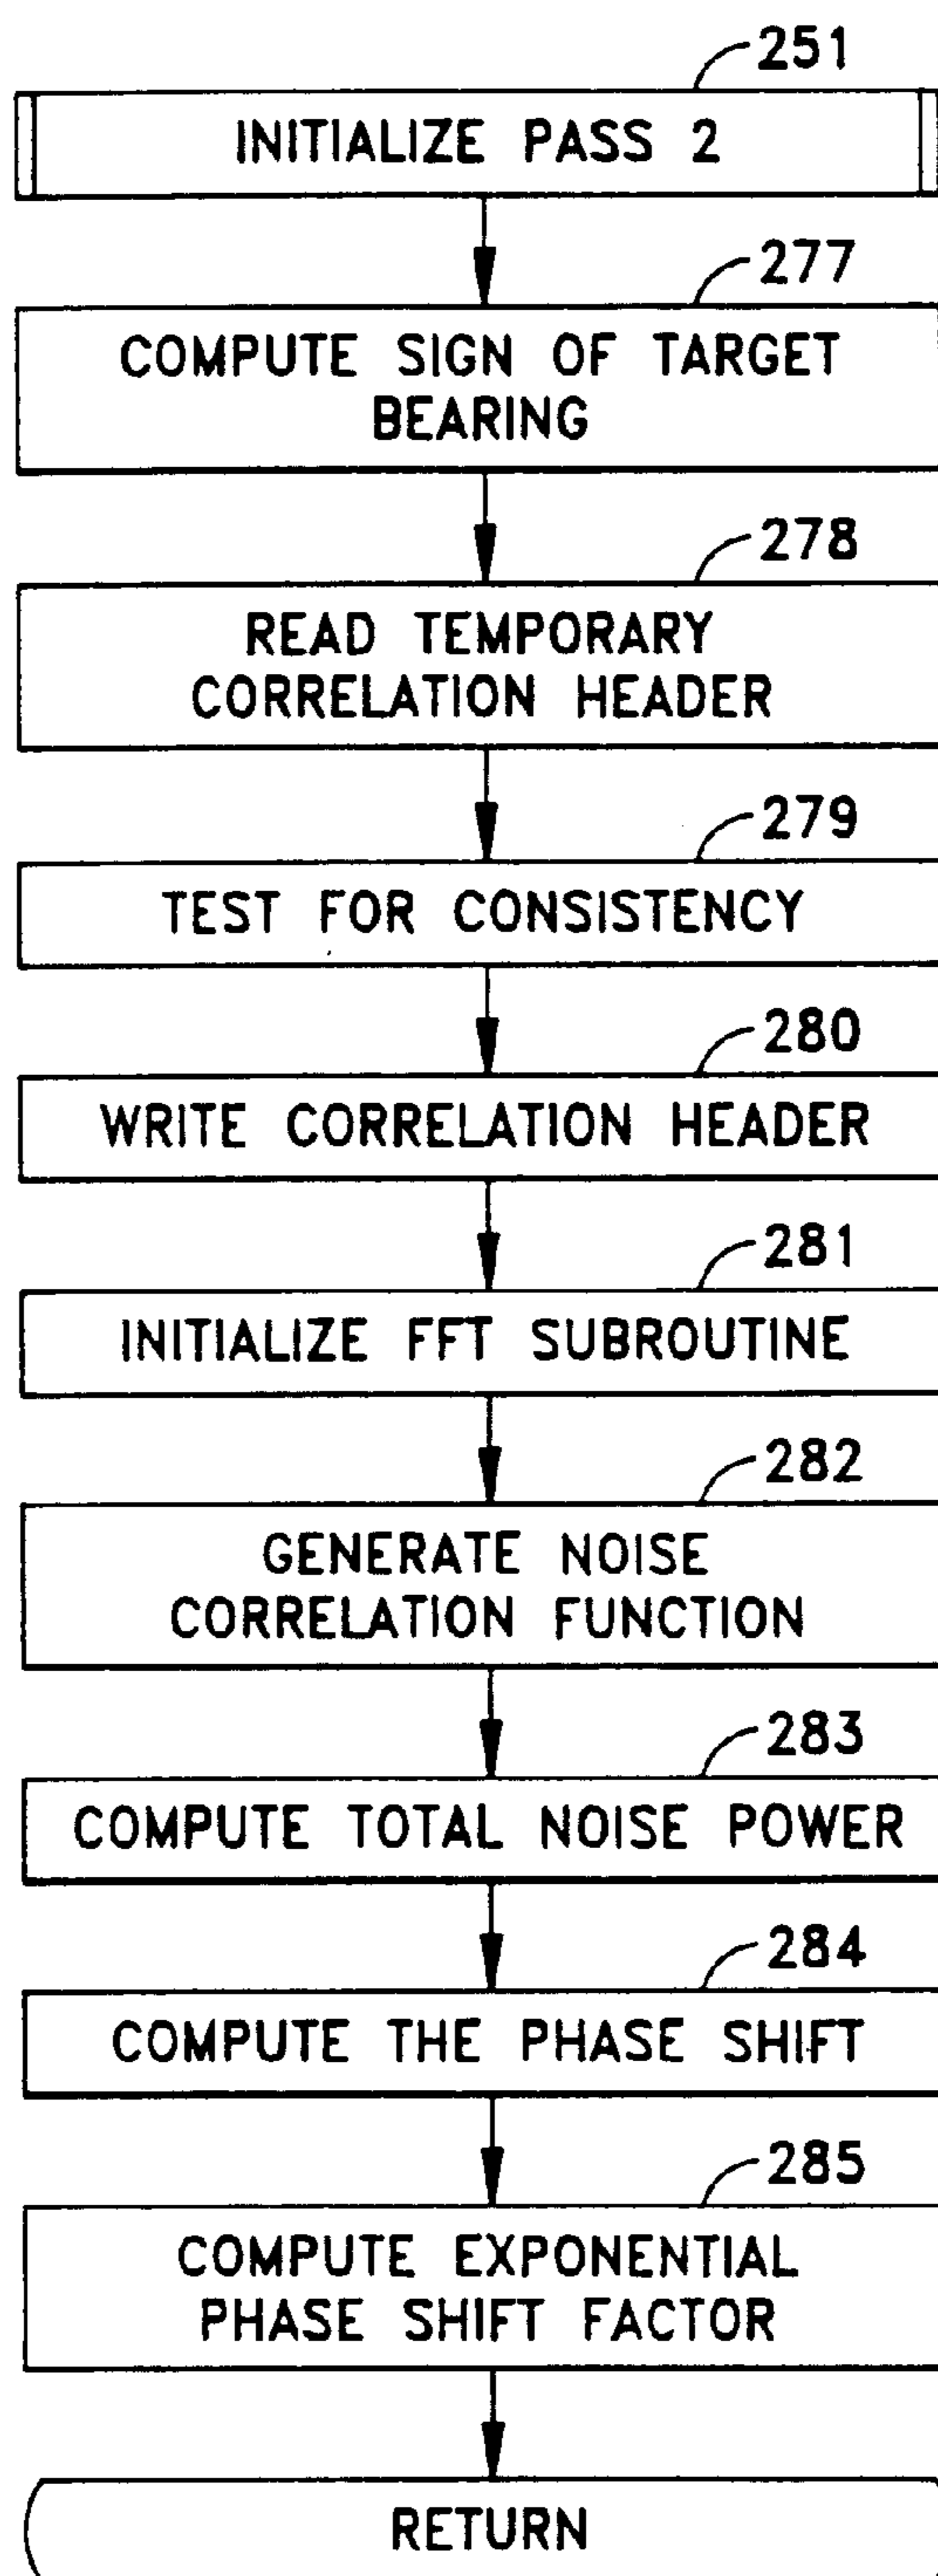 251
INITIALIZE PASS 2
277
COMPUTE SIGN OF TARGET
BEARING
278
READ TEMPORARY
CORRELATION HEADER
279
TEST FOR CONSISTENCY
280
WRITE CORRELATION HEADER
281
INITIALIZE FFT SUBROUTINE
282
GENERATE NOISE
CORRELATION FUNCTION
283
COMPUTE TOTAL NOISE POWER
284
COMPUTE THE PHASE SHIFT
285
COMPUTE EXPONENTIAL
PHASE SHIFT FACTOR
RETURN